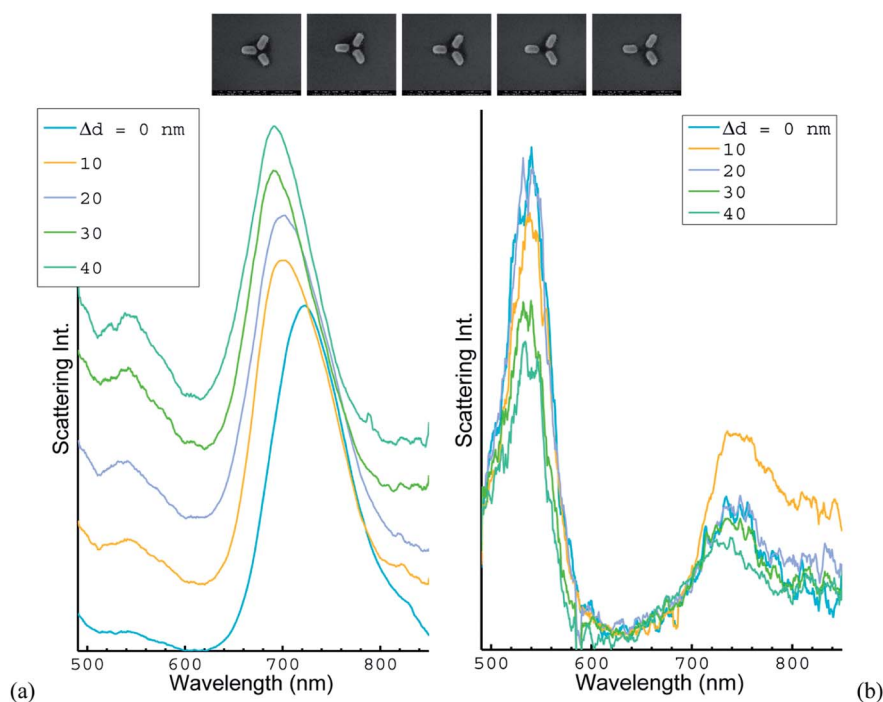 Δd = 0 nm
10
20
30
40
Scattering Int.
500 600 700 800
Wavelength (nm)
(a)
Δd = 0 nm
10
20
30
40
Scattering Int.
500 600 700 800
Wavelength (nm)
(b)